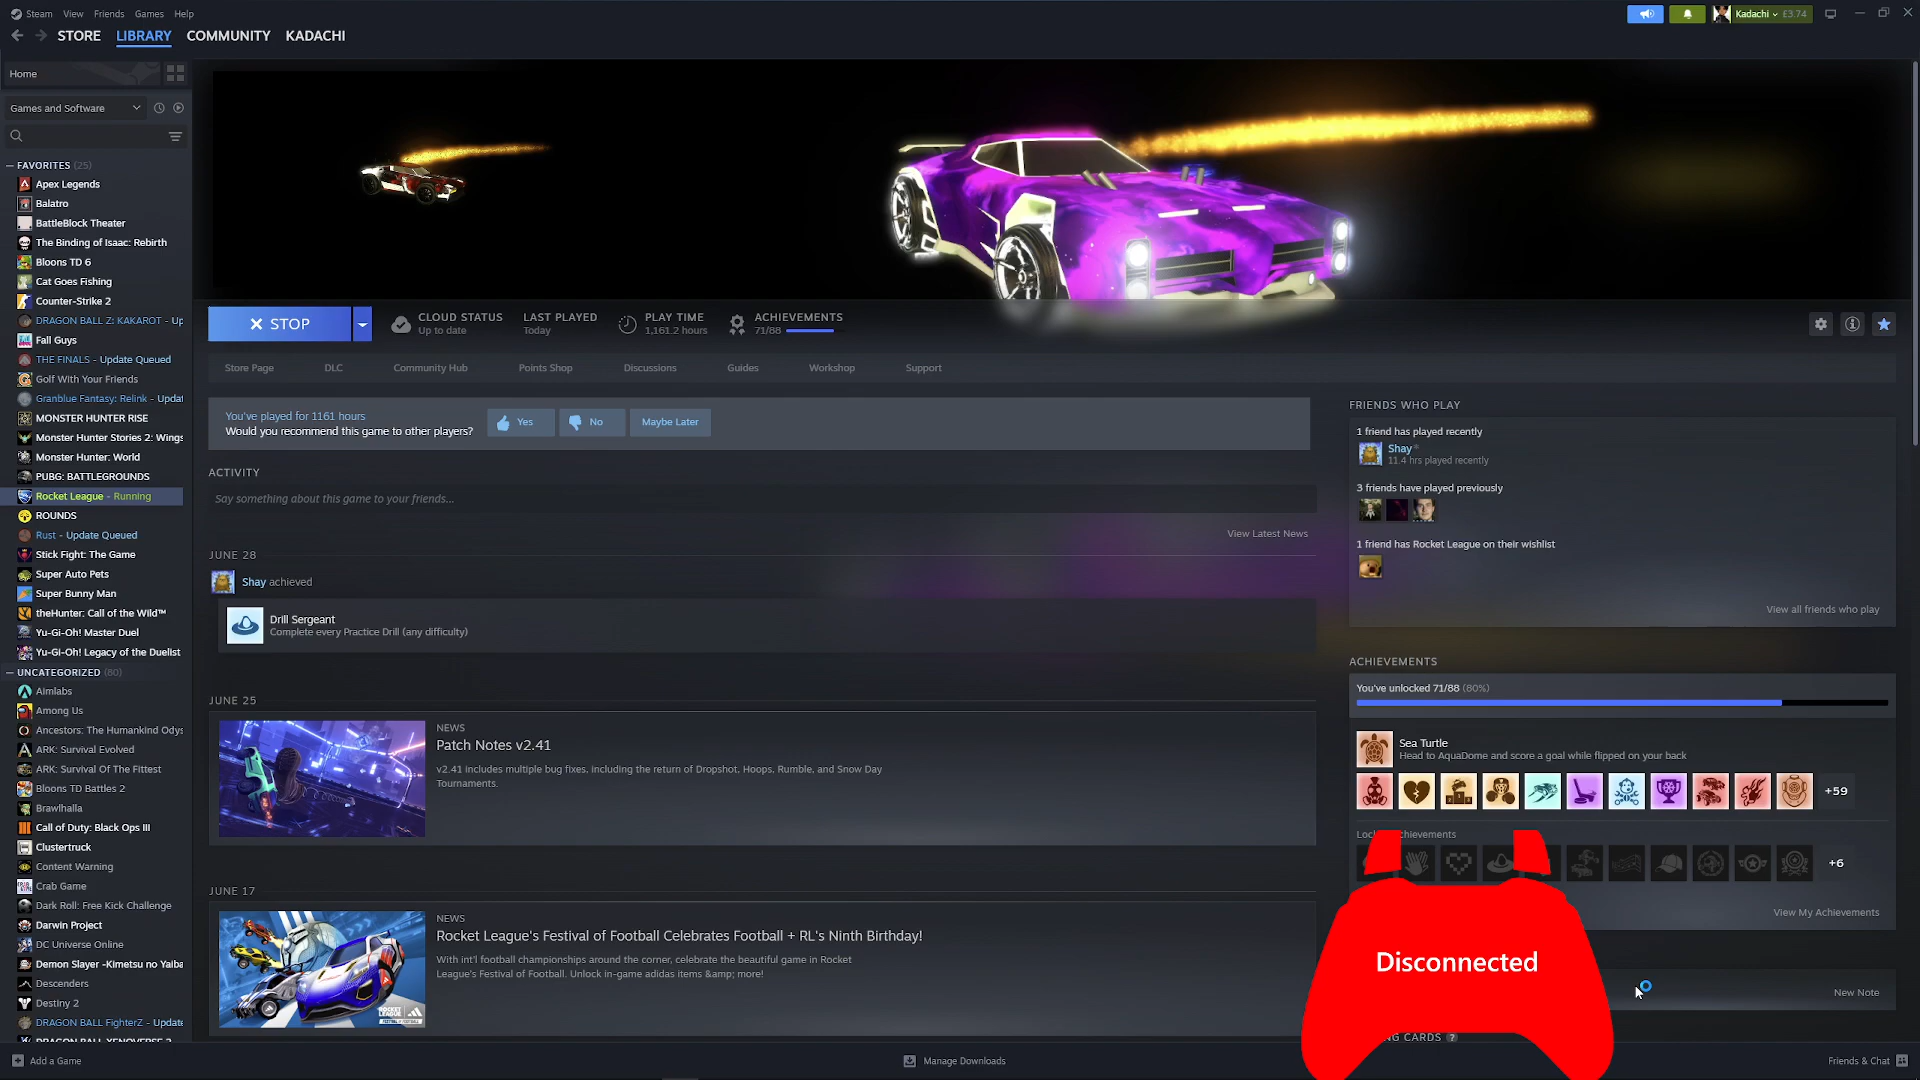 Steam View Friends Games Help
Kadachi £3.74
STORE LIBRARY COMMUNITY KADACHI
Home
Games and Software
FAVORITES (25)
Apex Legends
Balatro
BattleBlock Theater
The Binding of Isaac: Rebirth
Bloons TD 6
Cat Goes Fishing
Counter-Strike 2
DRAGON BALL Z: KAKAROT - Up
Fall Guys
THE FINALS - Update Queued
Golf With Your Friends
Granblue Fantasy: Relink - Updat
MONSTER HUNTER RISE
Monster Hunter Stories 2: Wings
Monster Hunter: World
PUBG: BATTLEGROUNDS
Rocket League - Running
ROUNDS
Rust - Update Queued
Stick Fight: The Game
Super Auto Pets
Super Bunny Man
theHunter: Call of the Wild™
Yu-Gi-Oh! Master Duel
Yu-Gi-Oh! Legacy of the Duelist
UNCATEGORIZED (80)
Aimlabs
Among Us
Ancestors: The Humankind Odys
ARK: Survival Evolved
ARK: Survival Of The Fittest
Bloons TD Battles 2
Brawlhalla
Call of Duty: Black Ops III
Clustertruck
Content Warning
Crab Game
Dark Roll: Free Kick Challenge
Darwin Project
DC Universe Online
Demon Slayer -Kimetsu no Yaiba
Descenders
Destiny 2
DRAGON BALL FighterZ - Update
DRAGON BALL XENOVERSE 2
STOP
CLOUD STATUS
Up to date
LAST PLAYED
Today
PLAY TIME
1,161.2 hours
ACHIEVEMENTS
71/88
Store Page DLC Community Hub Points Shop Discussions Guides Workshop Support
You've played for 1161 hours
Would you recommend this game to other players?
Yes No Maybe Later
ACTIVITY
Say something about this game to your friends...
View Latest News
JUNE 28
Shay achieved
Drill Sergeant
Complete every Practice Drill (any difficulty)
JUNE 25
NEWS
Patch Notes v2.41
v2.41 includes multiple bug fixes, including the return of Dropshot, Hoops, Rumble, and Snow Day
Tournaments.
JUNE 17
NEWS
Rocket League's Festival of Football Celebrates Football + RL's Ninth Birthday!
With int'l football championships around the corner, celebrate the beautiful game in Rocket
League's Festival of Football. Unlock in-game adidas items &amp; more!
FRIENDS WHO PLAY
1 friend has played recently
Shay
11.4 hrs played recently
3 friends have played previously
1 friend has Rocket League on their wishlist
View all friends who play
ACHIEVEMENTS
You've unlocked 71/88 (80%)
Sea Turtle
Head to AquaDome and score a goal while flipped on your back
+59
Loc chievements
+6
View My Achievements
Disconnected
New Note
NG CARDS ?
Add a Game
Manage Downloads
Friends & Chat